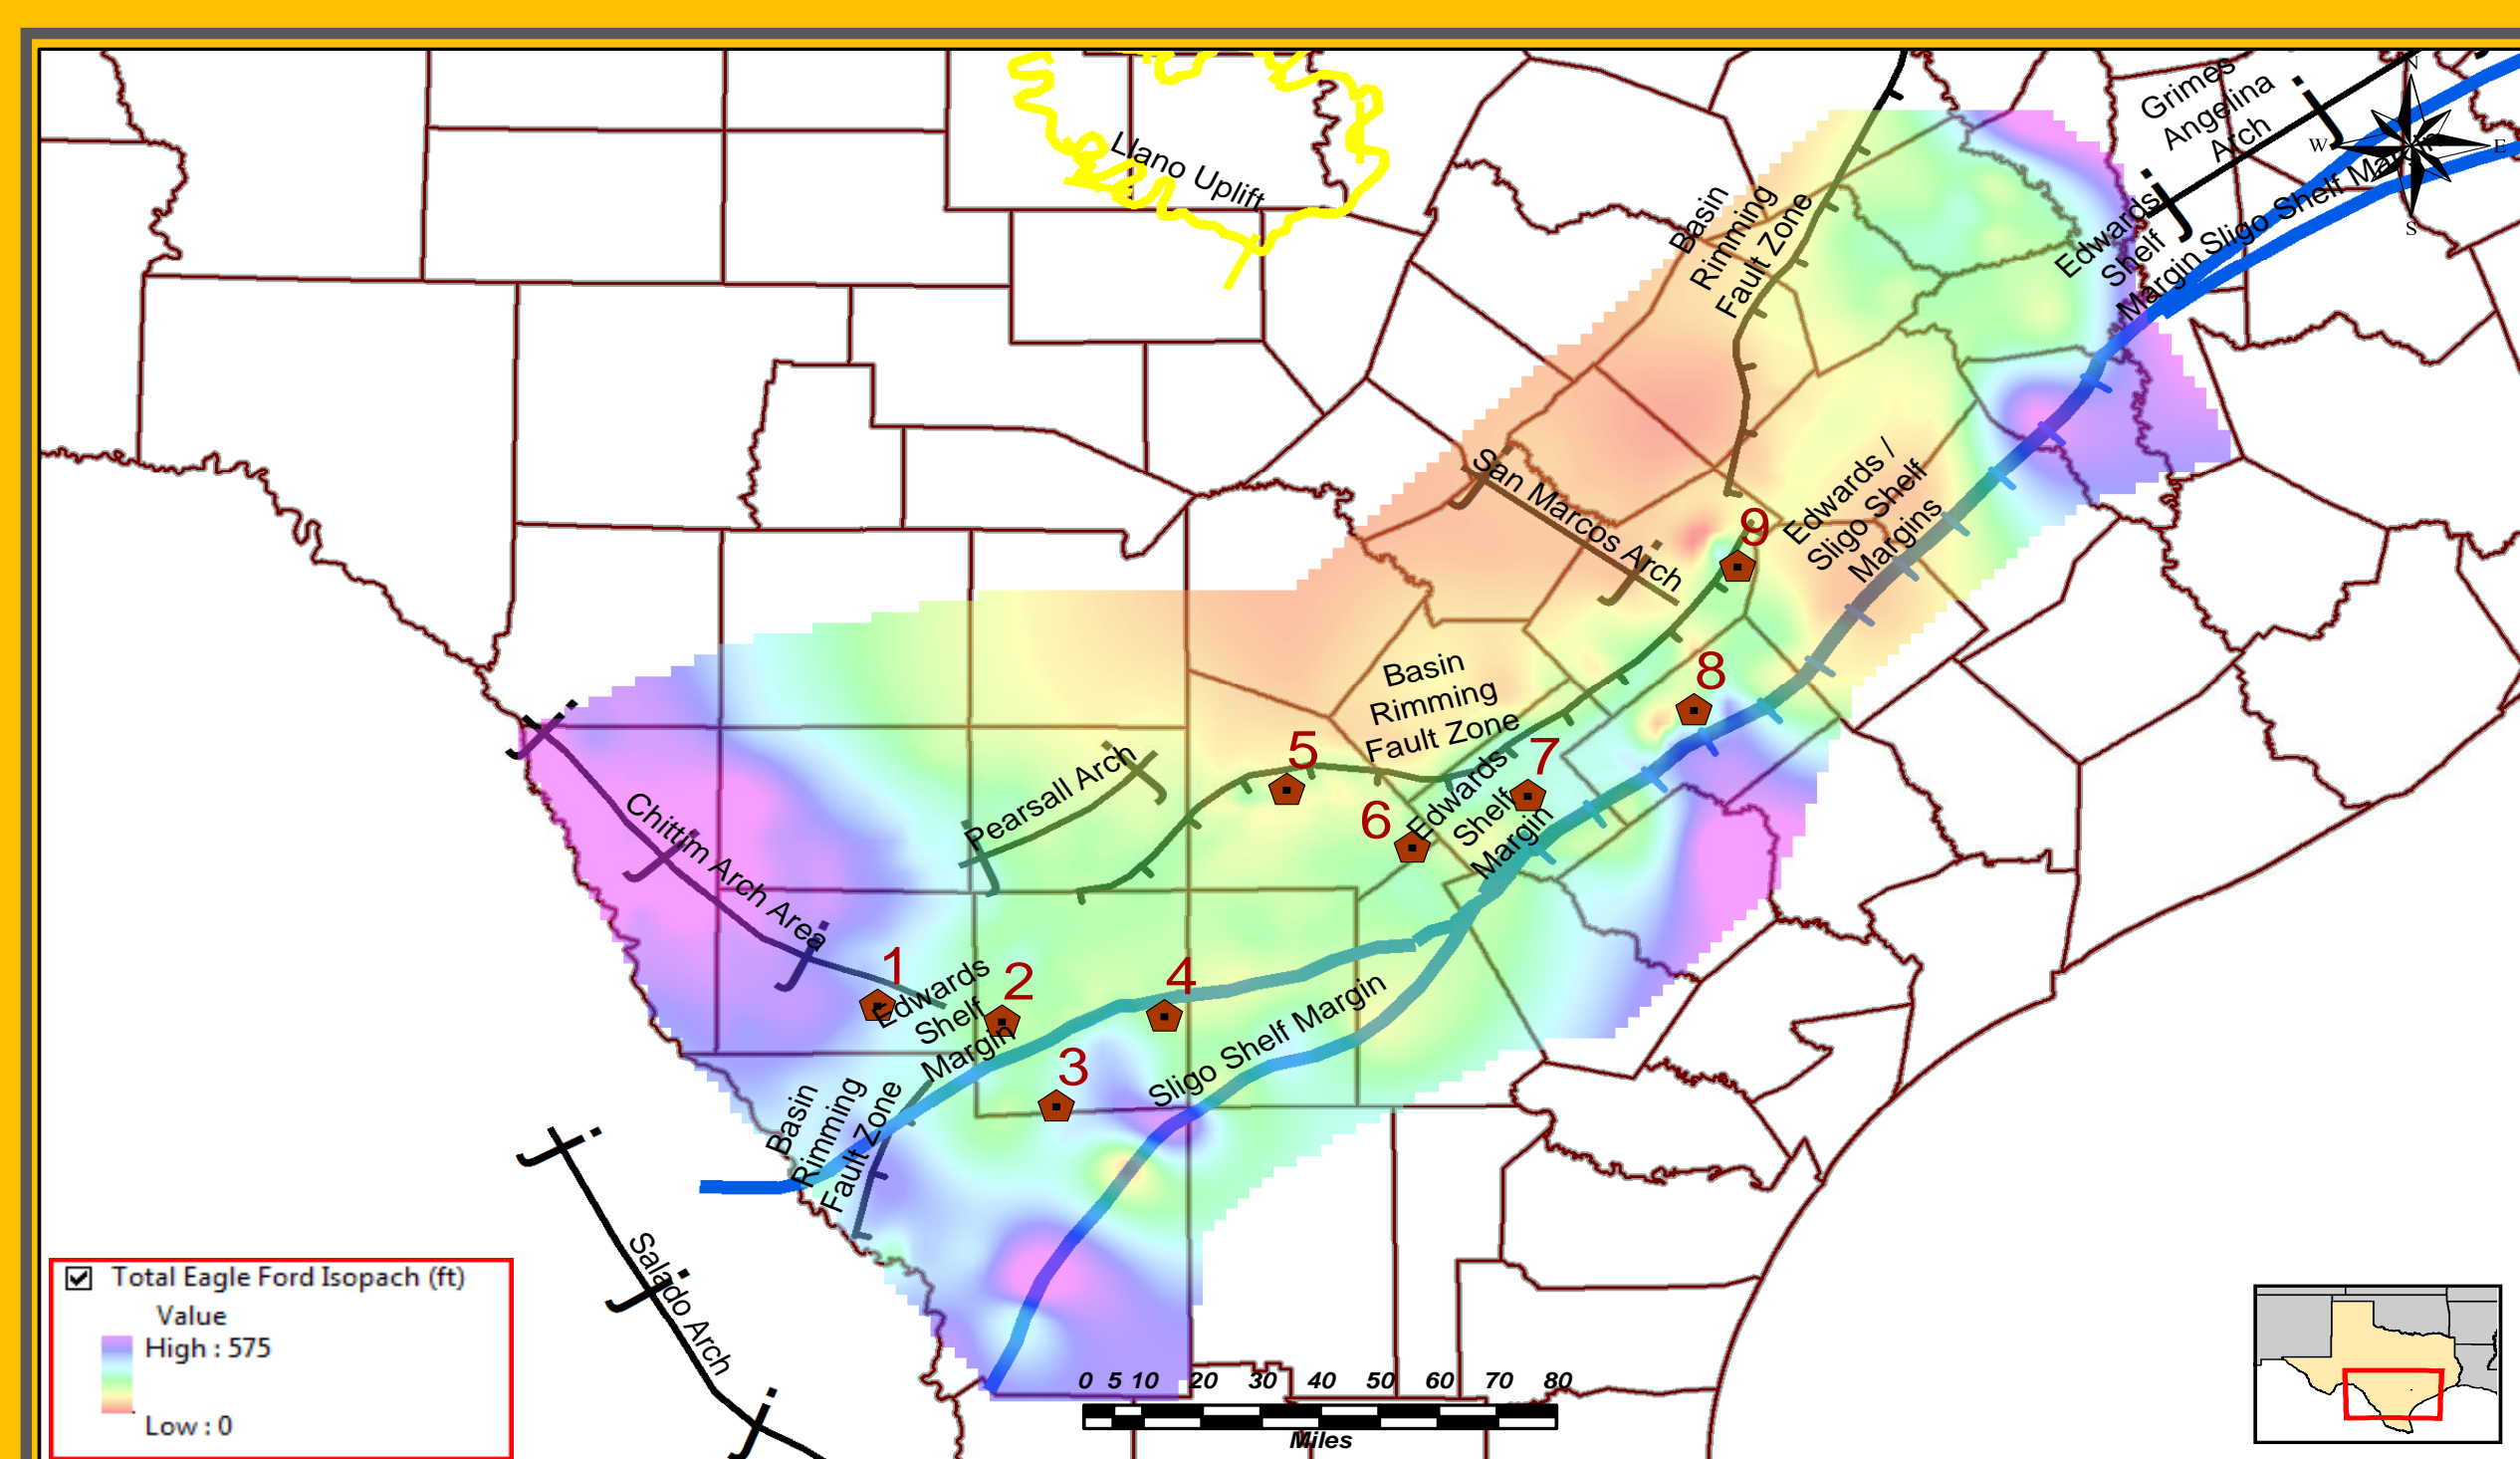 Grimes
Angelina
Arch
N
W
E
S
Llano Uplift
Basin
Rimming
Fault Zone
Edwards
Shelf
Margin
Sligo Shelf Margin
San Marcos Arch
Edwards /
Sligo Shelf
Margins
9
8
Basin
Rimming
Fault Zone
5
7
6
Edwards
Shelf
Margin
Pearsall Arch
Chittim Arch Area
1
2
4
3
Edwards
Shelf
Margin
Sligo Shelf Margin
Basin
Rimming
Fault Zone
Salado Arch
Total Eagle Ford Isopach (ft)
Value
High : 575
Low : 0
0 5 10 20 30 40 50 60 70 80
Miles